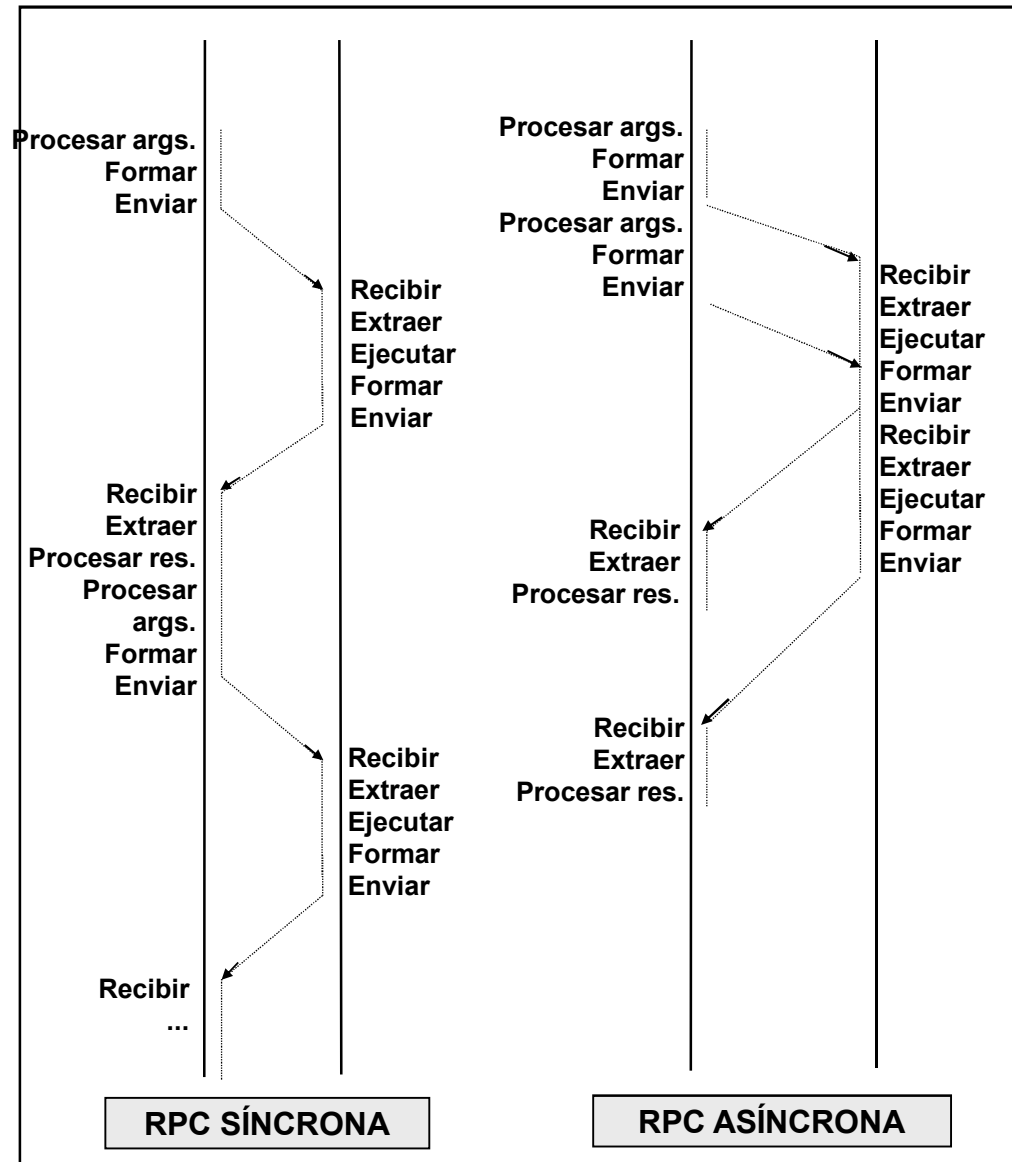 Procesar args.
Formar
Enviar
Recibir
Extraer
Ejecutar
Formar
Enviar
Recibir
Extraer
Procesar res.
Procesar
args.
Formar
Enviar
Recibir
Extraer
Ejecutar
Formar
Enviar
Recibir
...
RPC SÍNCRONA
Procesar args.
Formar
Enviar
Procesar args.
Formar
Enviar
Recibir
Extraer
Ejecutar
Formar
Enviar
Recibir
Extraer
Ejecutar
Formar
Enviar
Recibir
Extraer
Procesar res.
Recibir
Extraer
Procesar res.
RPC ASÍNCRONA